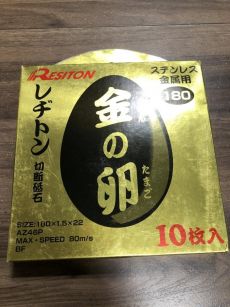 RESITON
ステンレス
金属用
180
レヂトン
切断砥石
金の卵
たまご
SIZE:180×1.5×22
AZ46P
MAX・SPEED 80m/s
BF
10枚入